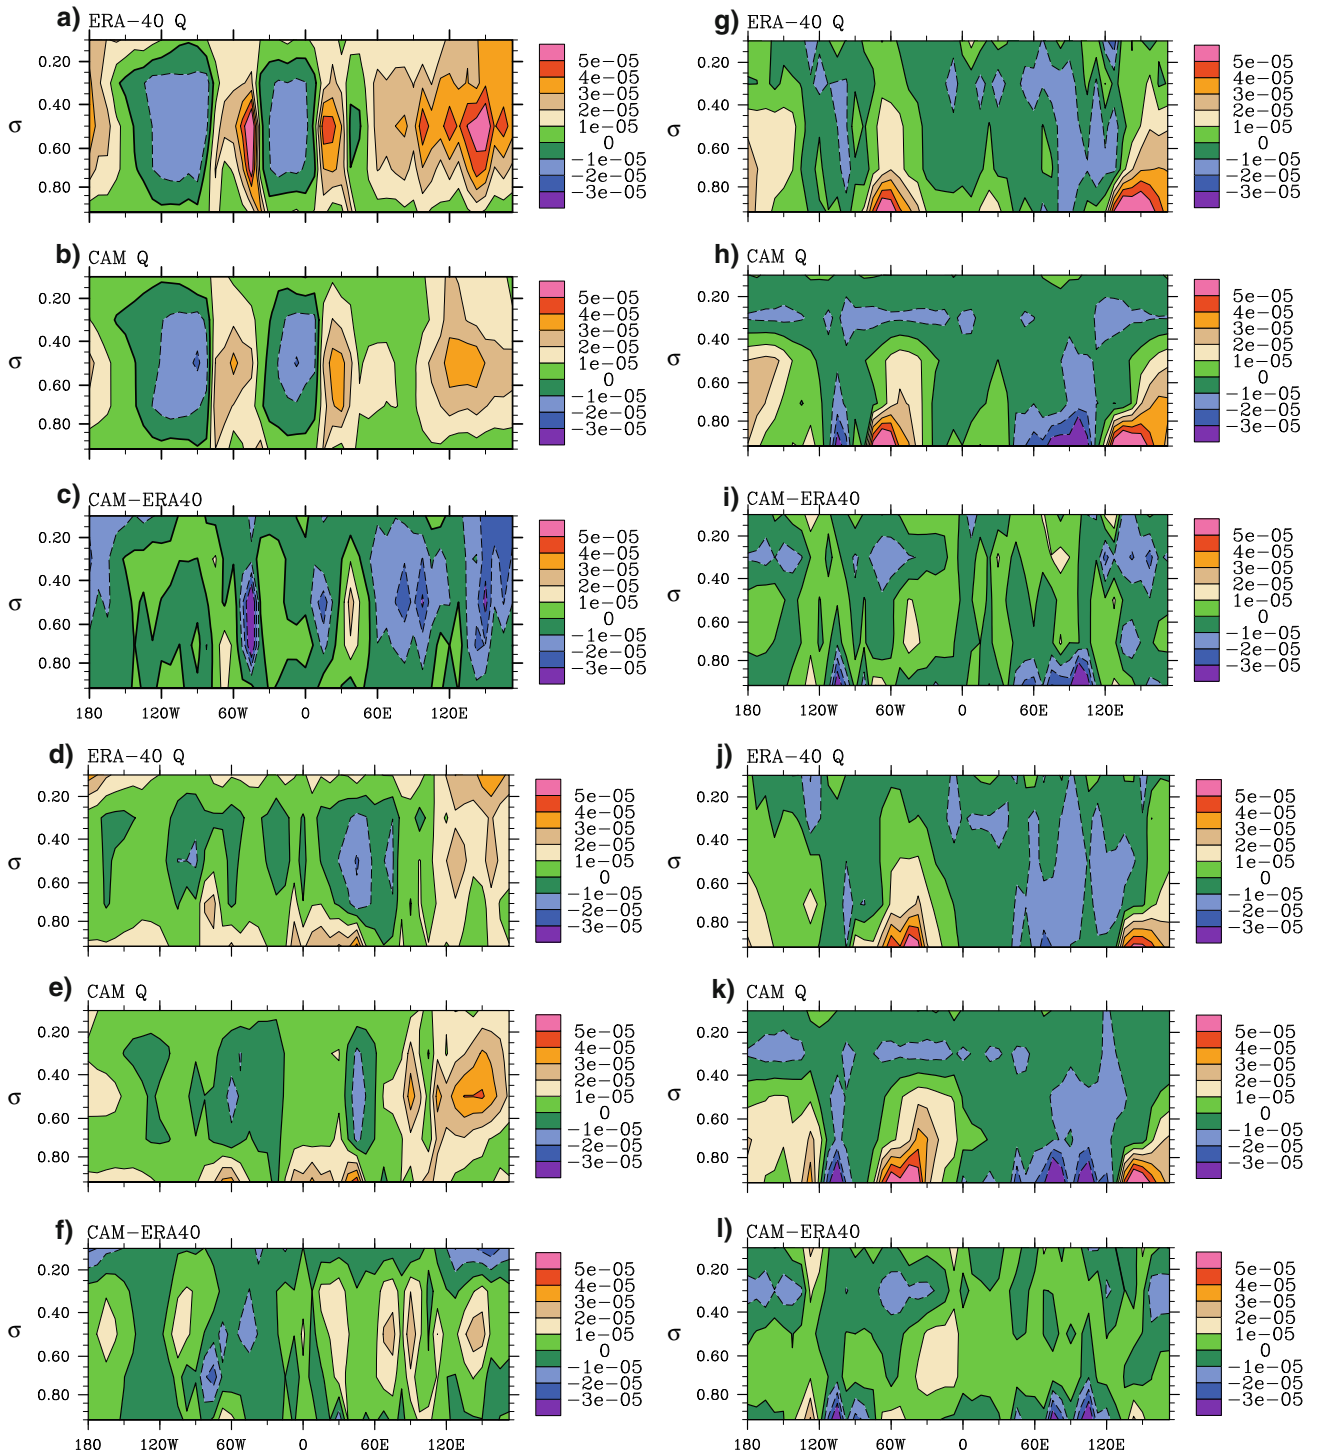 a) ERA-40 Q
σ
0.20
0.40
0.60
0.80
5e-05
4e-05
3e-05
2e-05
1e-05
0
-1e-05
-2e-05
-3e-05
b) CAM Q
σ
0.20
0.40
0.60
0.80
5e-05
4e-05
3e-05
2e-05
1e-05
0
-1e-05
-2e-05
-3e-05
c) CAM-ERA40
σ
0.20
0.40
0.60
0.80
180 120W 60W 0 60E 120E
5e-05
4e-05
3e-05
2e-05
1e-05
0
-1e-05
-2e-05
-3e-05
d) ERA-40 Q
σ
0.20
0.40
0.60
0.80
5e-05
4e-05
3e-05
2e-05
1e-05
0
-1e-05
-2e-05
-3e-05
e) CAM Q
σ
0.20
0.40
0.60
0.80
5e-05
4e-05
3e-05
2e-05
1e-05
0
-1e-05
-2e-05
-3e-05
f) CAM-ERA40
σ
0.20
0.40
0.60
0.80
180 120W 60W 0 60E 120E
5e-05
4e-05
3e-05
2e-05
1e-05
0
-1e-05
-2e-05
-3e-05
g) ERA-40 Q
σ
0.20
0.40
0.60
0.80
5e-05
4e-05
3e-05
2e-05
1e-05
0
-1e-05
-2e-05
-3e-05
h) CAM Q
σ
0.20
0.40
0.60
0.80
5e-05
4e-05
3e-05
2e-05
1e-05
0
-1e-05
-2e-05
-3e-05
i) CAM-ERA40
σ
0.20
0.40
0.60
0.80
180 120W 60W 0 60E 120E
5e-05
4e-05
3e-05
2e-05
1e-05
0
-1e-05
-2e-05
-3e-05
j) ERA-40 Q
σ
0.20
0.40
0.60
0.80
5e-05
4e-05
3e-05
2e-05
1e-05
0
-1e-05
-2e-05
-3e-05
k) CAM Q
σ
0.20
0.40
0.60
0.80
5e-05
4e-05
3e-05
2e-05
1e-05
0
-1e-05
-2e-05
-3e-05
l) CAM-ERA40
σ
0.20
0.40
0.60
0.80
180 120W 60W 0 60E 120E
5e-05
4e-05
3e-05
2e-05
1e-05
0
-1e-05
-2e-05
-3e-05